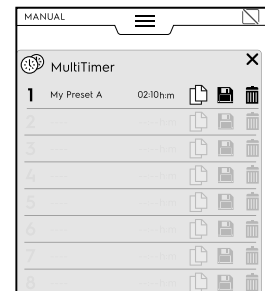 MANUAL
MultiTimer
1 My Preset A 02:10h:m
2 --:--h:m
3 --:--h:m
4 --:--h:m
5 --:--h:m
6 --:--h:m
7 --:--h:m
8 --:--h:m